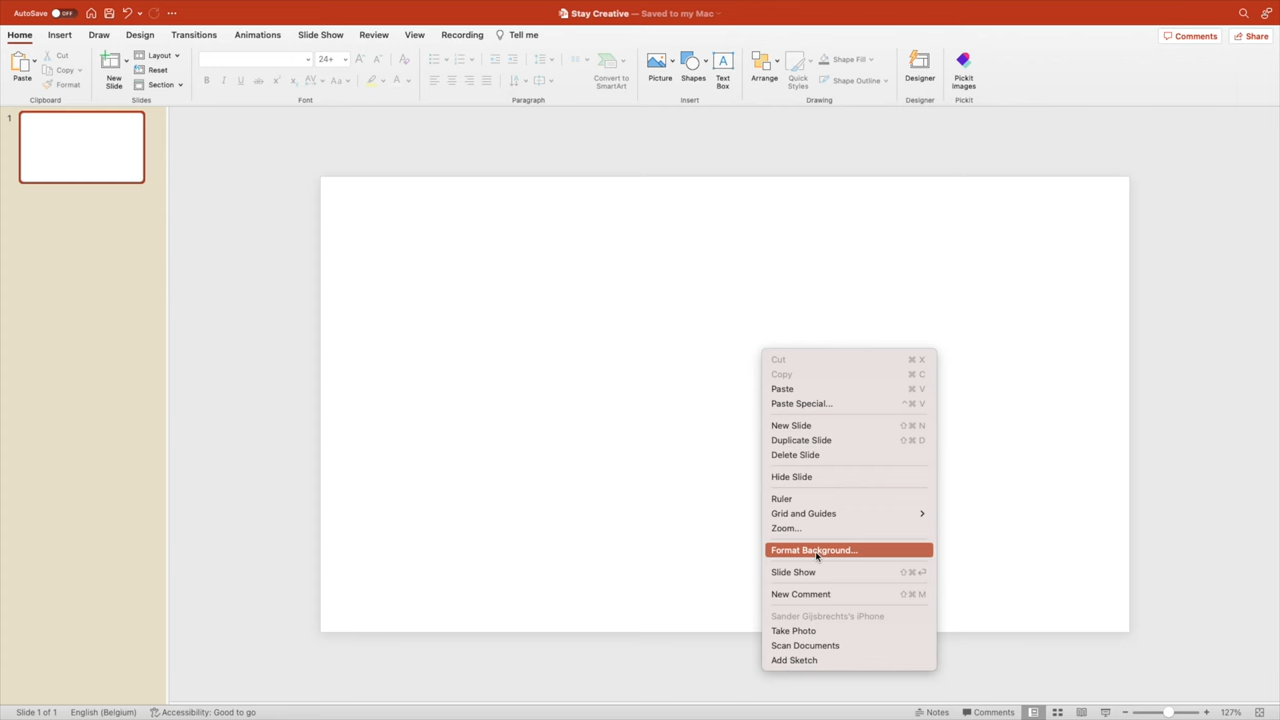 AutoSave OFF
Stay Creative — Saved to my Mac
Home Insert Draw Design Transitions Animations Slide Show Review View Recording Tell me
Comments Share
Paste
Cut
Copy
Format
Clipboard
New Slide
Layout
Reset
Section
Slides
24+
B I U
Font
Paragraph
Convert to SmartArt
Picture
Shapes
Text Box
Insert
Arrange
Quick Styles
Shape Fill
Shape Outline
Drawing
Designer
Designer
Pickit Images
Pickit
1
Cut ⌘ X
Copy ⌘ C
Paste ⌘ V
Paste Special... ^⌘ V
New Slide ⇧⌘ N
Duplicate Slide ⇧⌘ D
Delete Slide
Hide Slide
Ruler
Grid and Guides
Zoom...
Format Background...
Slide Show ⇧⌘⏎
New Comment ⇧⌘ M
Sander Gijsbrechts's iPhone
Take Photo
Scan Documents
Add Sketch
Slide 1 of 1 English (Belgium) Accessibility: Good to go Notes Comments 127%